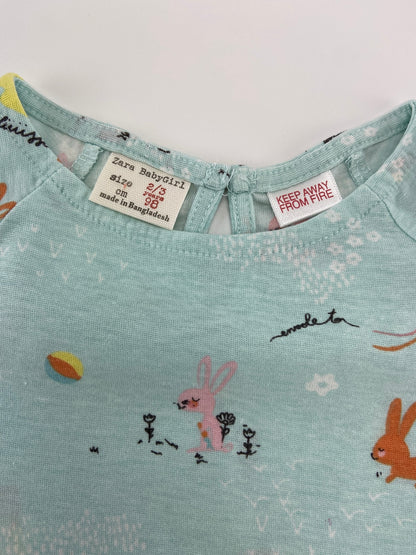 Zara BabyGirl
size 2/3
years
cm 98
made in Bangladesh
KEEP AWAY
FROM FIRE